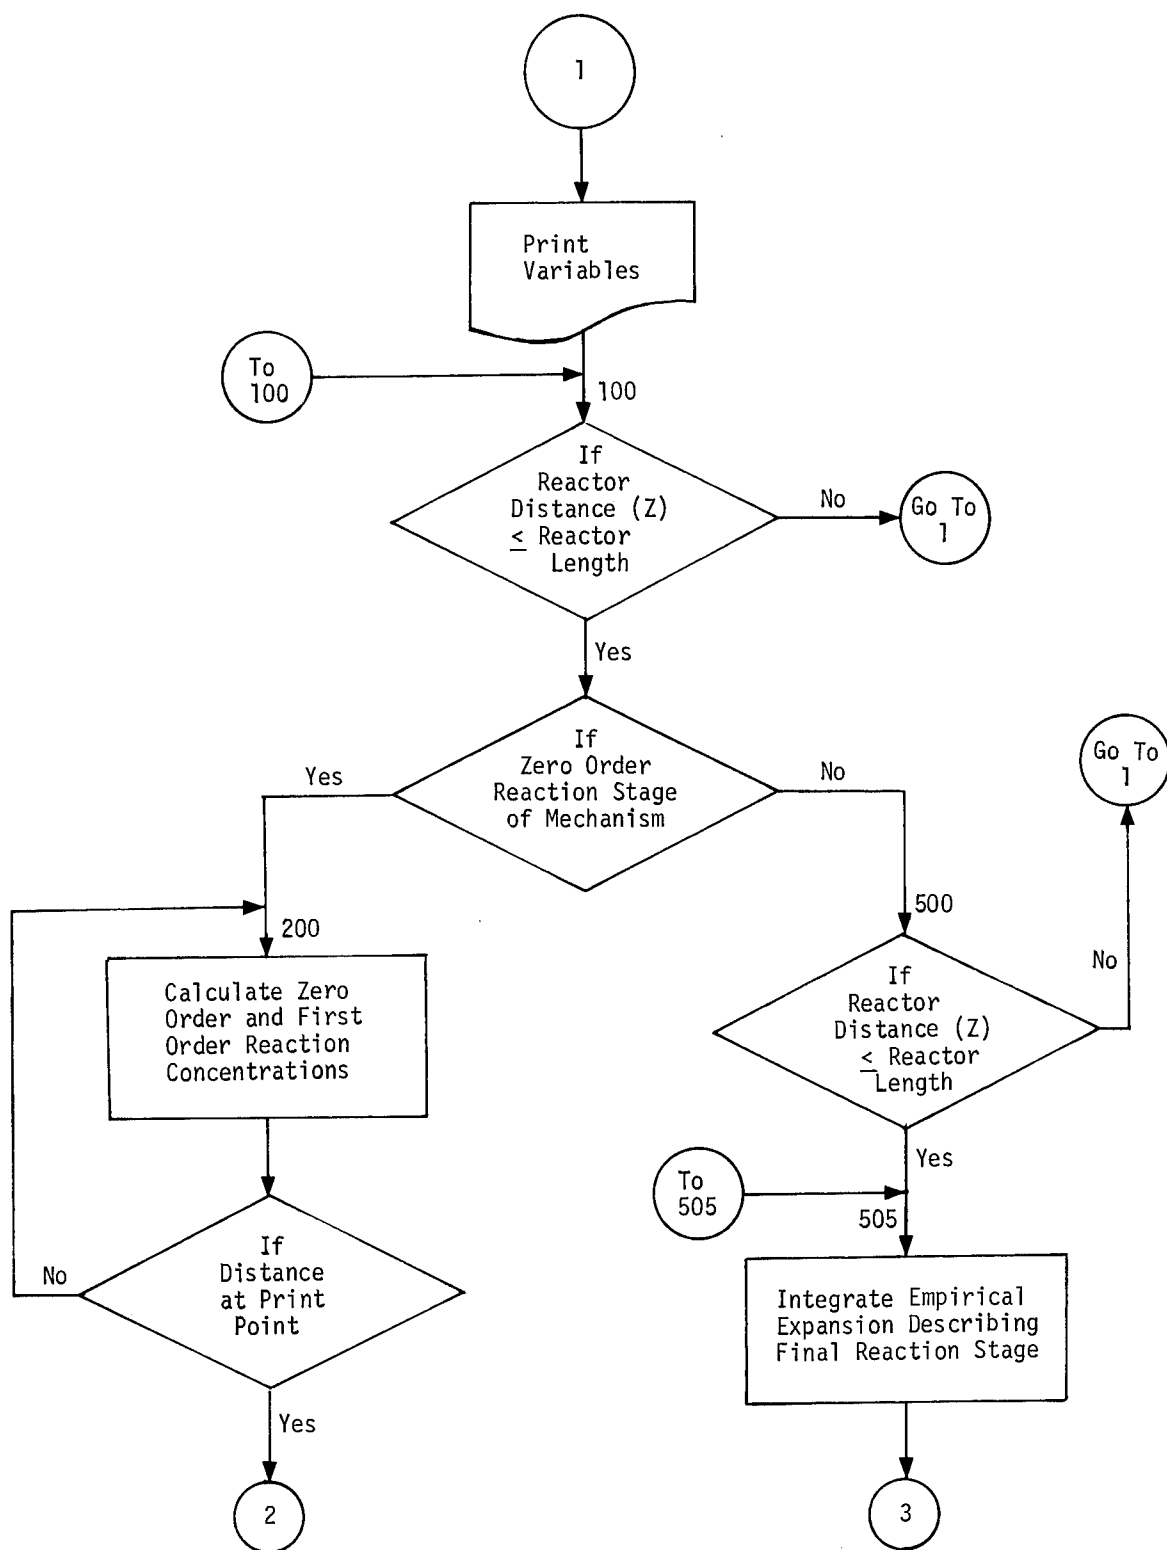 1
Print
Variables
To
100
100
If
Reactor
Distance (Z)
≤ Reactor
Length
No
Go To
1
Yes
If
Zero Order
Reaction Stage
of Mechanism
Yes
No
Go To
1
200
500
No
Calculate Zero
Order and First
Order Reaction
Concentrations
If
Reactor
Distance (Z)
≤ Reactor
Length
Yes
To
505
505
If
Distance
at Print
Point
No
Integrate Empirical
Expansion Describing
Final Reaction Stage
Yes
2
3